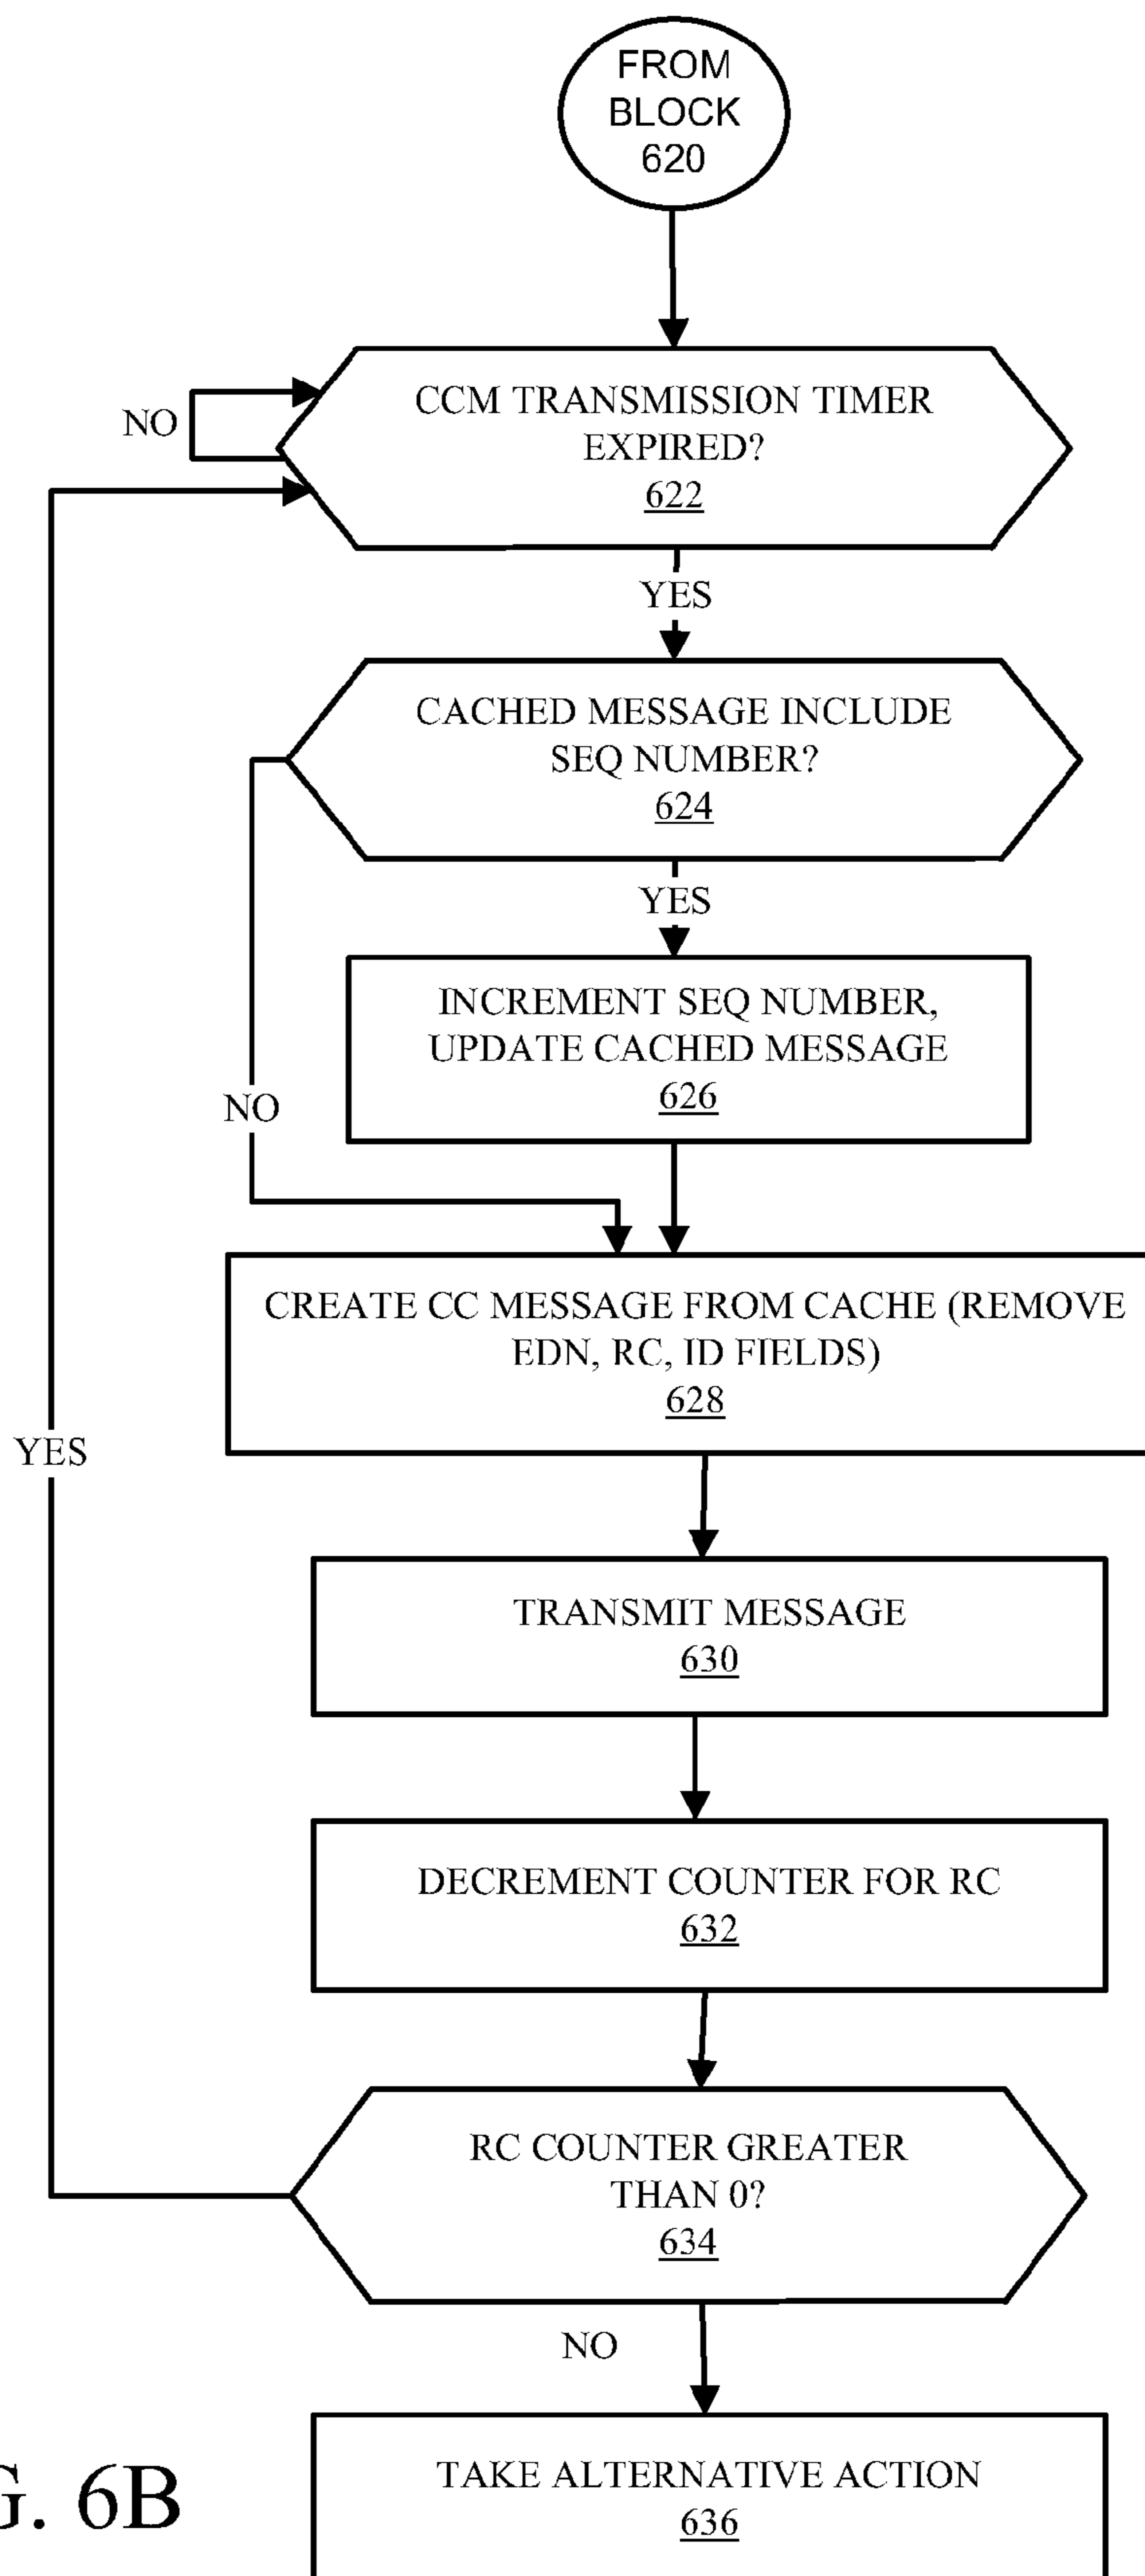 FROM
BLOCK
620
CCM TRANSMISSION TIMER
EXPIRED?
622
NO
YES
CACHED MESSAGE INCLUDE
SEQ NUMBER?
624
YES
INCREMENT SEQ NUMBER,
UPDATE CACHED MESSAGE
626
NO
CREATE CC MESSAGE FROM CACHE (REMOVE
EDN, RC, ID FIELDS)
628
YES
TRANSMIT MESSAGE
630
DECREMENT COUNTER FOR RC
632
RC COUNTER GREATER
THAN 0?
634
NO
TAKE ALTERNATIVE ACTION
636
G. 6B